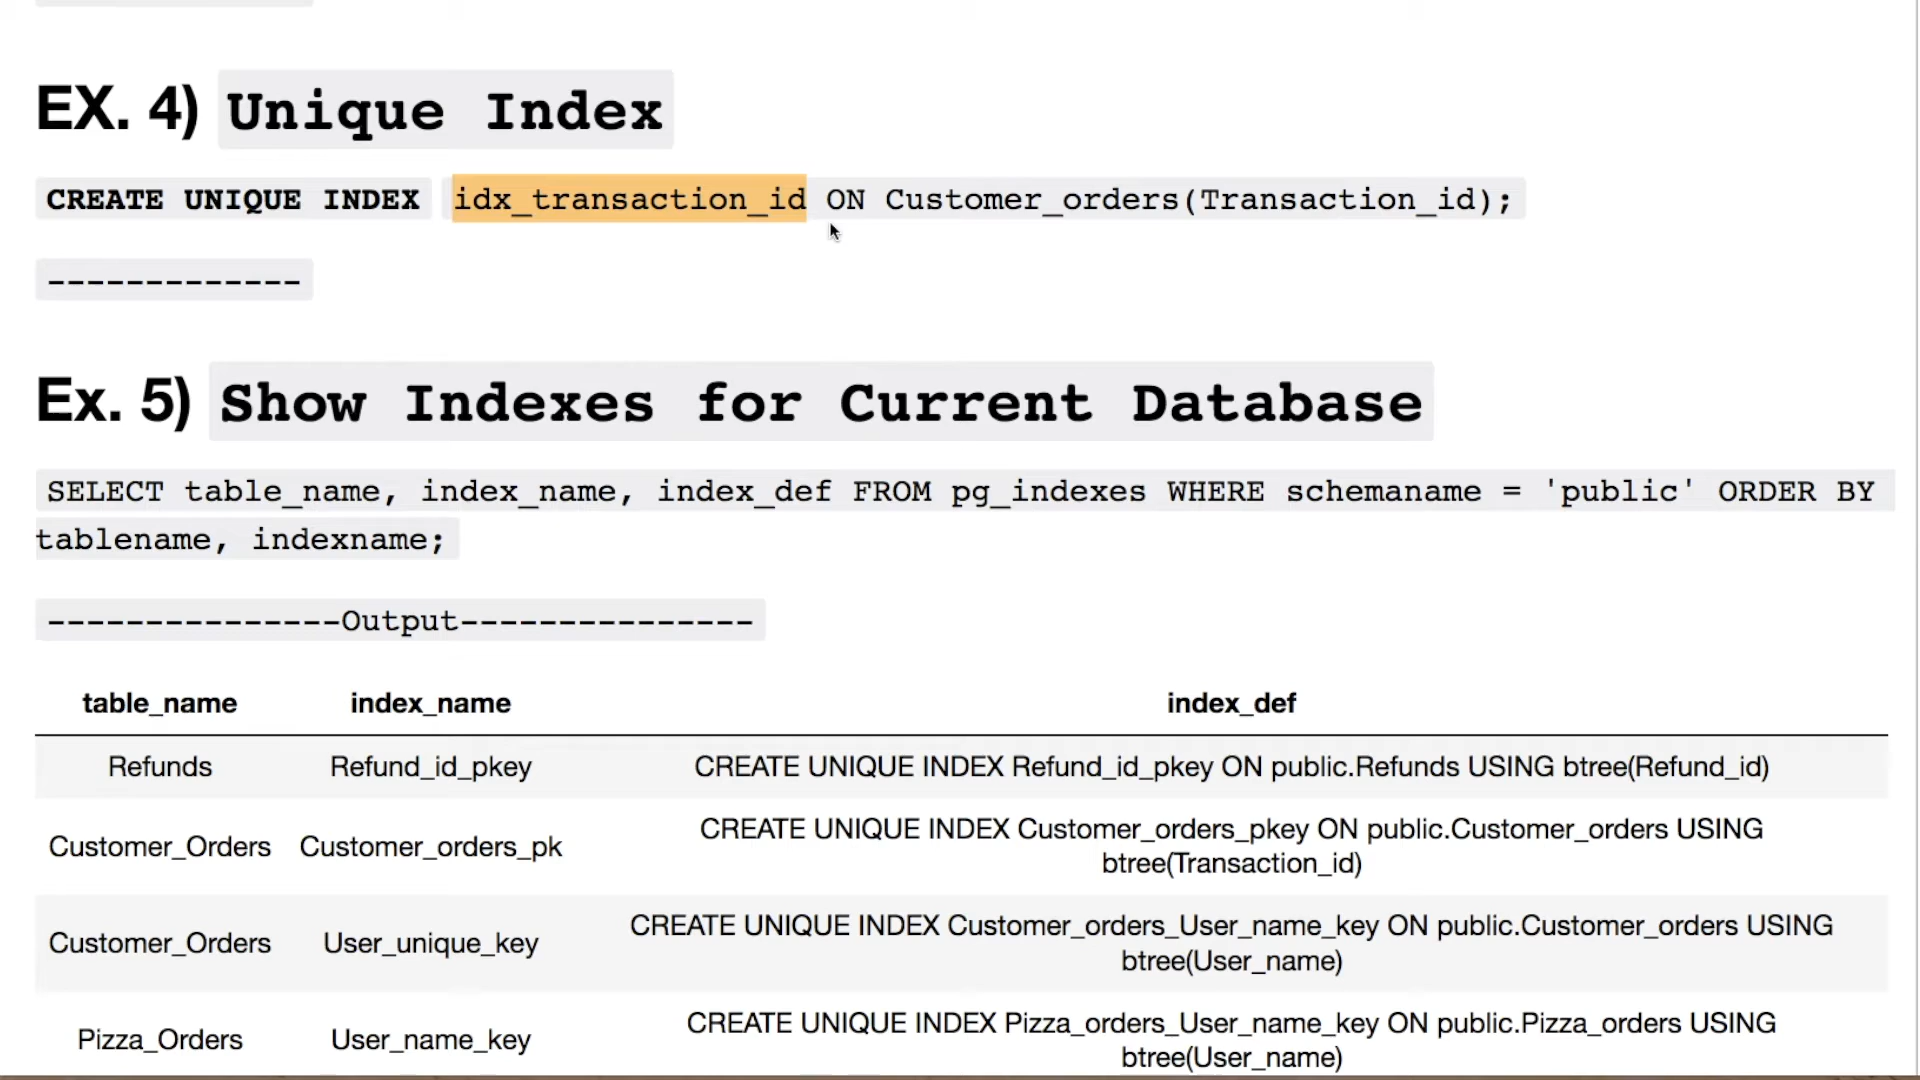 EX. 4) Unique Index
CREATE UNIQUE INDEX idx_transaction_id ON Customer_orders(Transaction_id);
-------------
Ex. 5) Show Indexes for Current Database
SELECT table_name, index_name, index_def FROM pg_indexes WHERE schemaname = 'public' ORDER BY
tablename, indexname;
---------------Output---------------
table_name index_name index_def
Refunds Refund_id_pkey CREATE UNIQUE INDEX Refund_id_pkey ON public.Refunds USING btree(Refund_id)
Customer_Orders Customer_orders_pk CREATE UNIQUE INDEX Customer_orders_pkey ON public.Customer_orders USING
btree(Transaction_id)
Customer_Orders User_unique_key CREATE UNIQUE INDEX Customer_orders_User_name_key ON public.Customer_orders USING
btree(User_name)
Pizza_Orders User_name_key CREATE UNIQUE INDEX Pizza_orders_User_name_key ON public.Pizza_orders USING
btree(User_name)